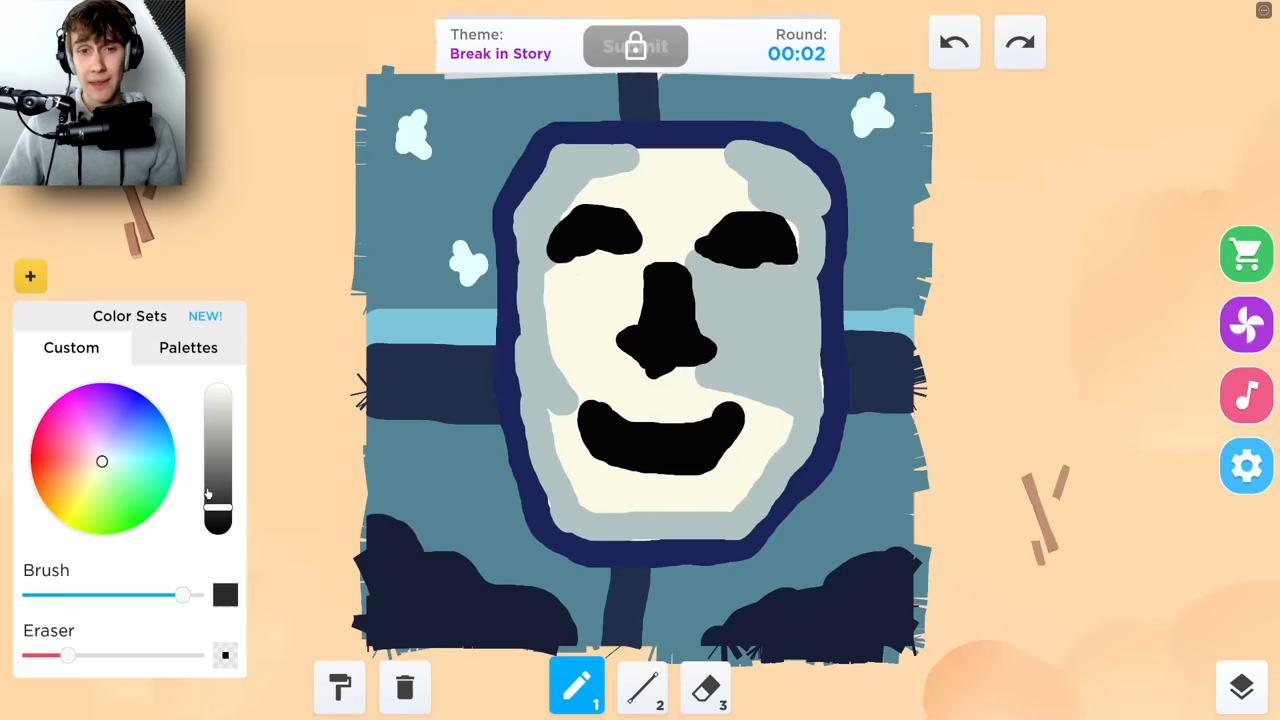 Theme:
Break in Story
Submit
Round:
00:02
+
Color Sets
NEW!
Custom
Palettes
Brush
Eraser
1
2
3